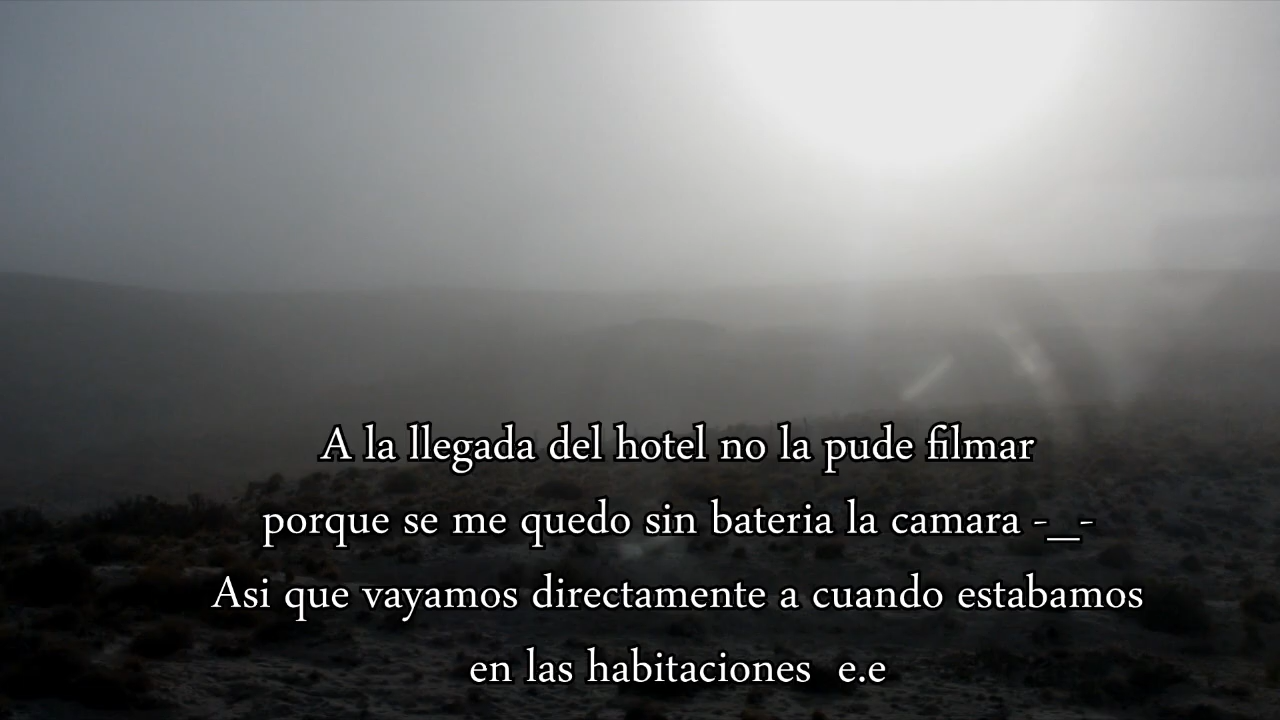 A la llegada del hotel no la pude filmar
porque se me quedo sin bateria la camara -_-
Asi que vayamos directamente a cuando estabamos
en las habitaciones  e.e